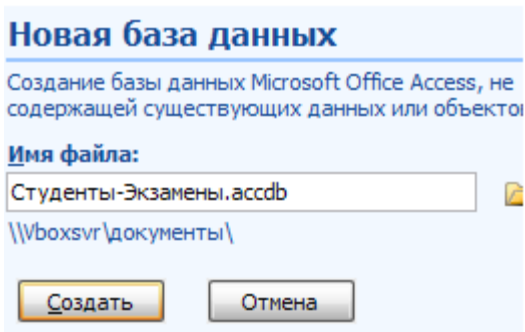 Новая база данных
Создание базы данных Microsoft Office Access, не
содержащей существующих данных или
Имя файла:
Студенты-Экзамены.accdb
\\Vboxsvr\документы\
Создать Отмена